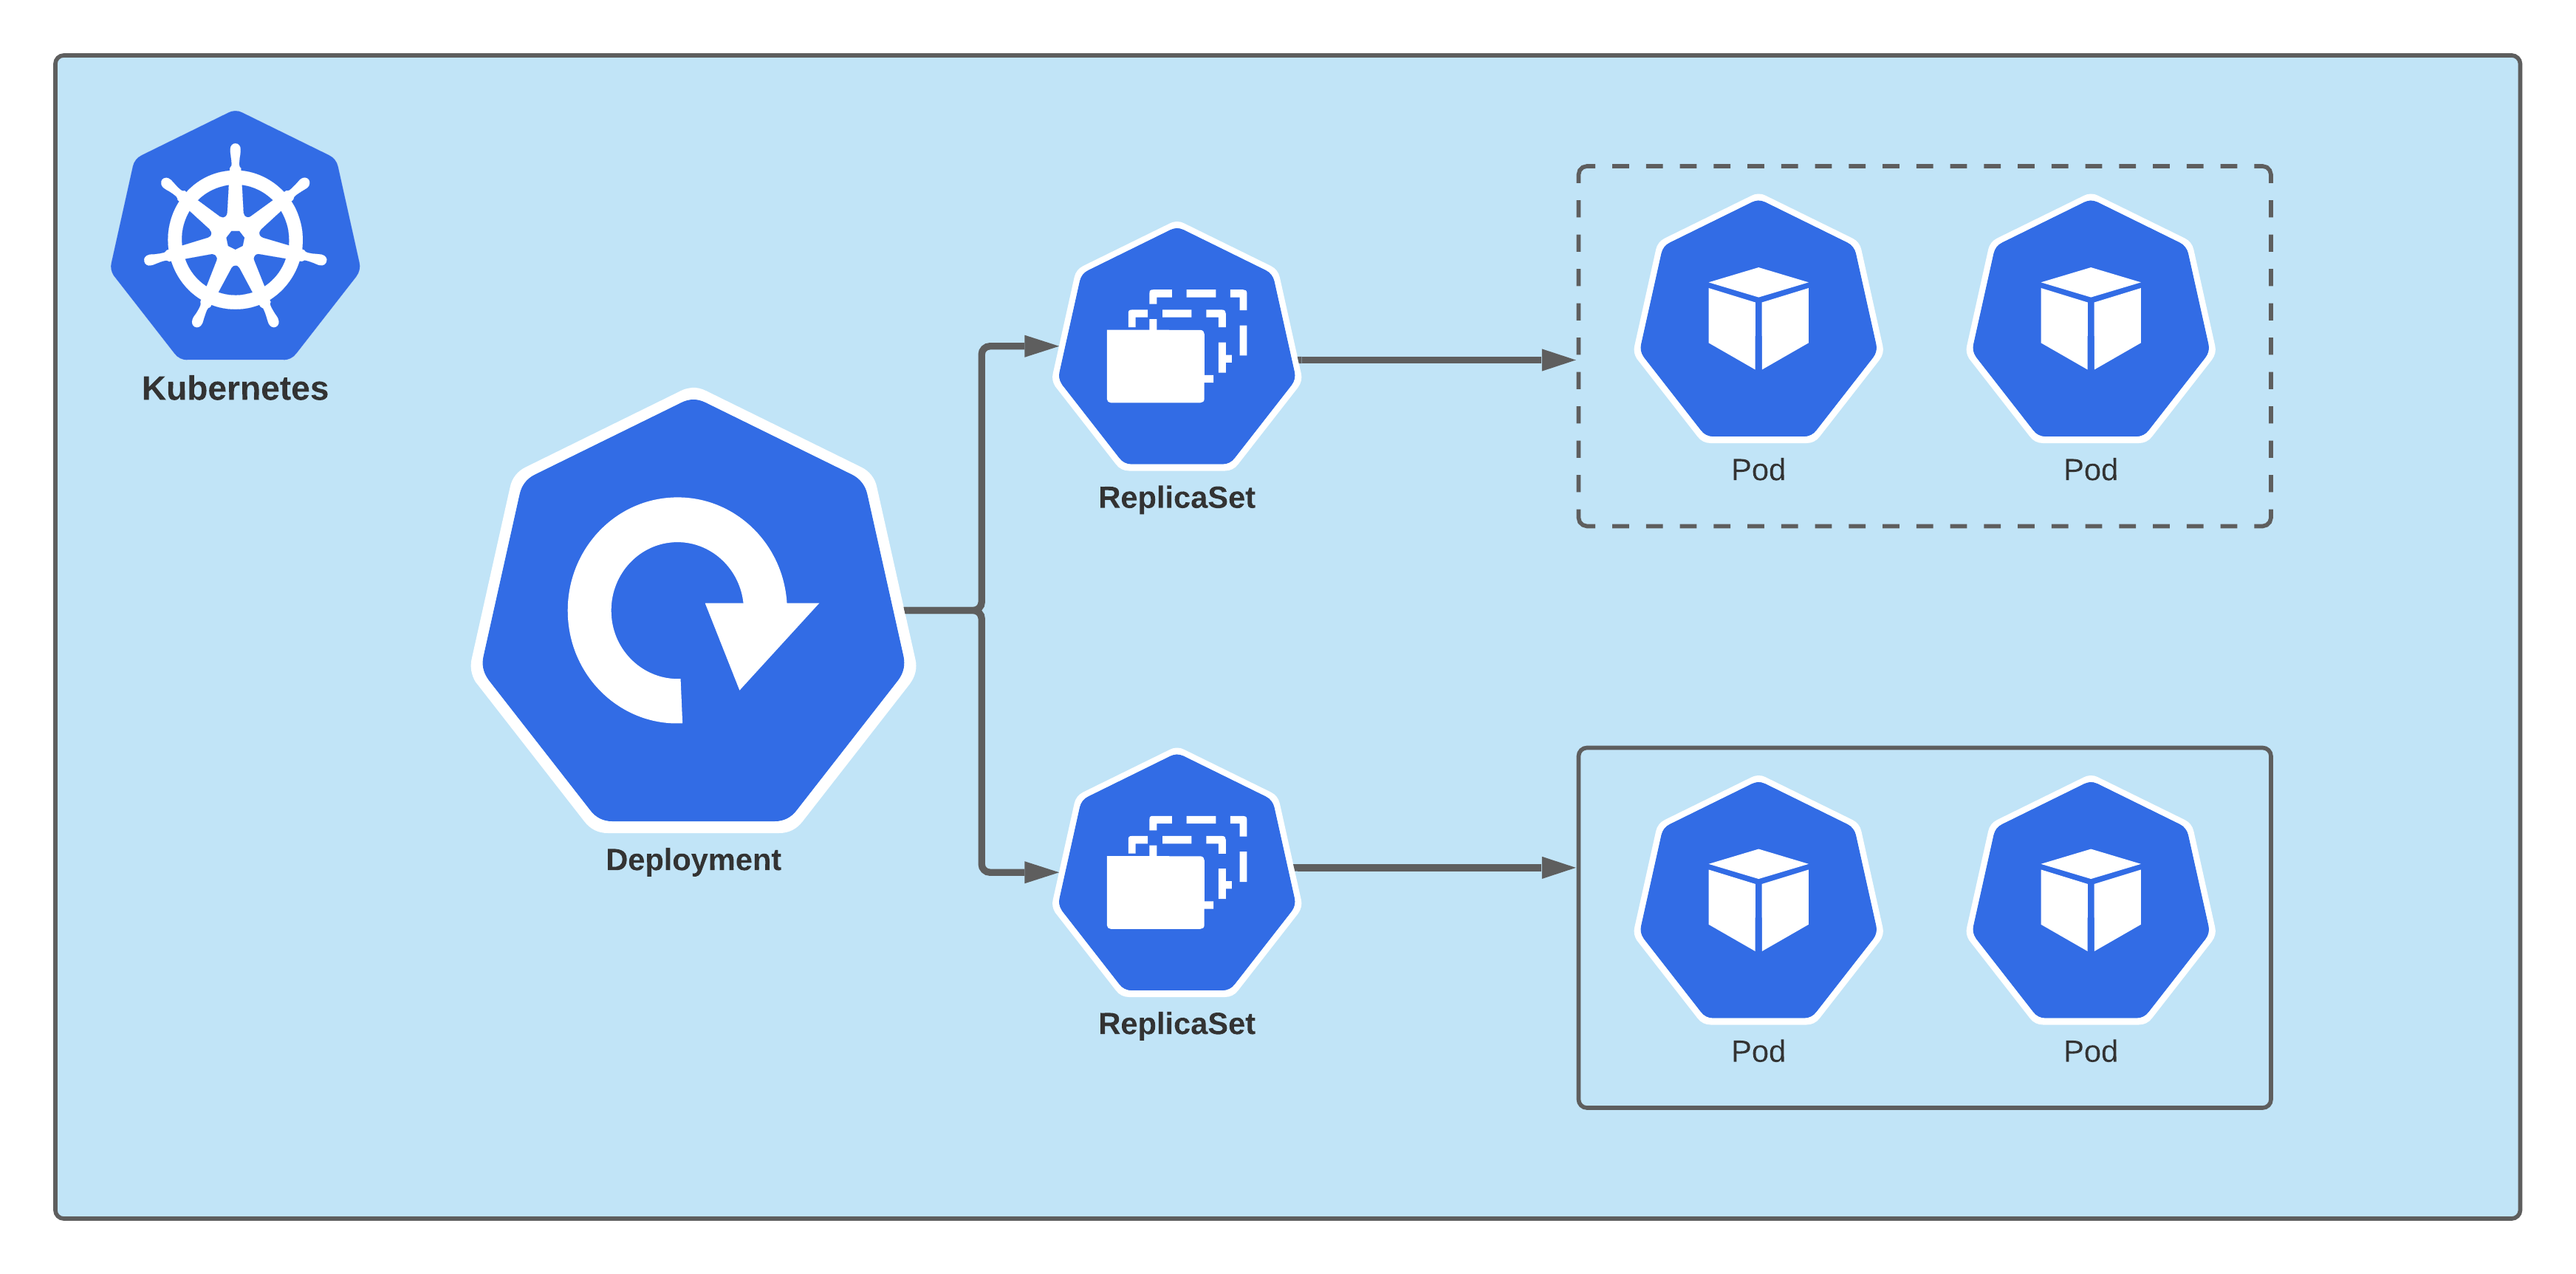 Kubernetes
Deployment
ReplicaSet
Pod
Pod
ReplicaSet
Pod
Pod